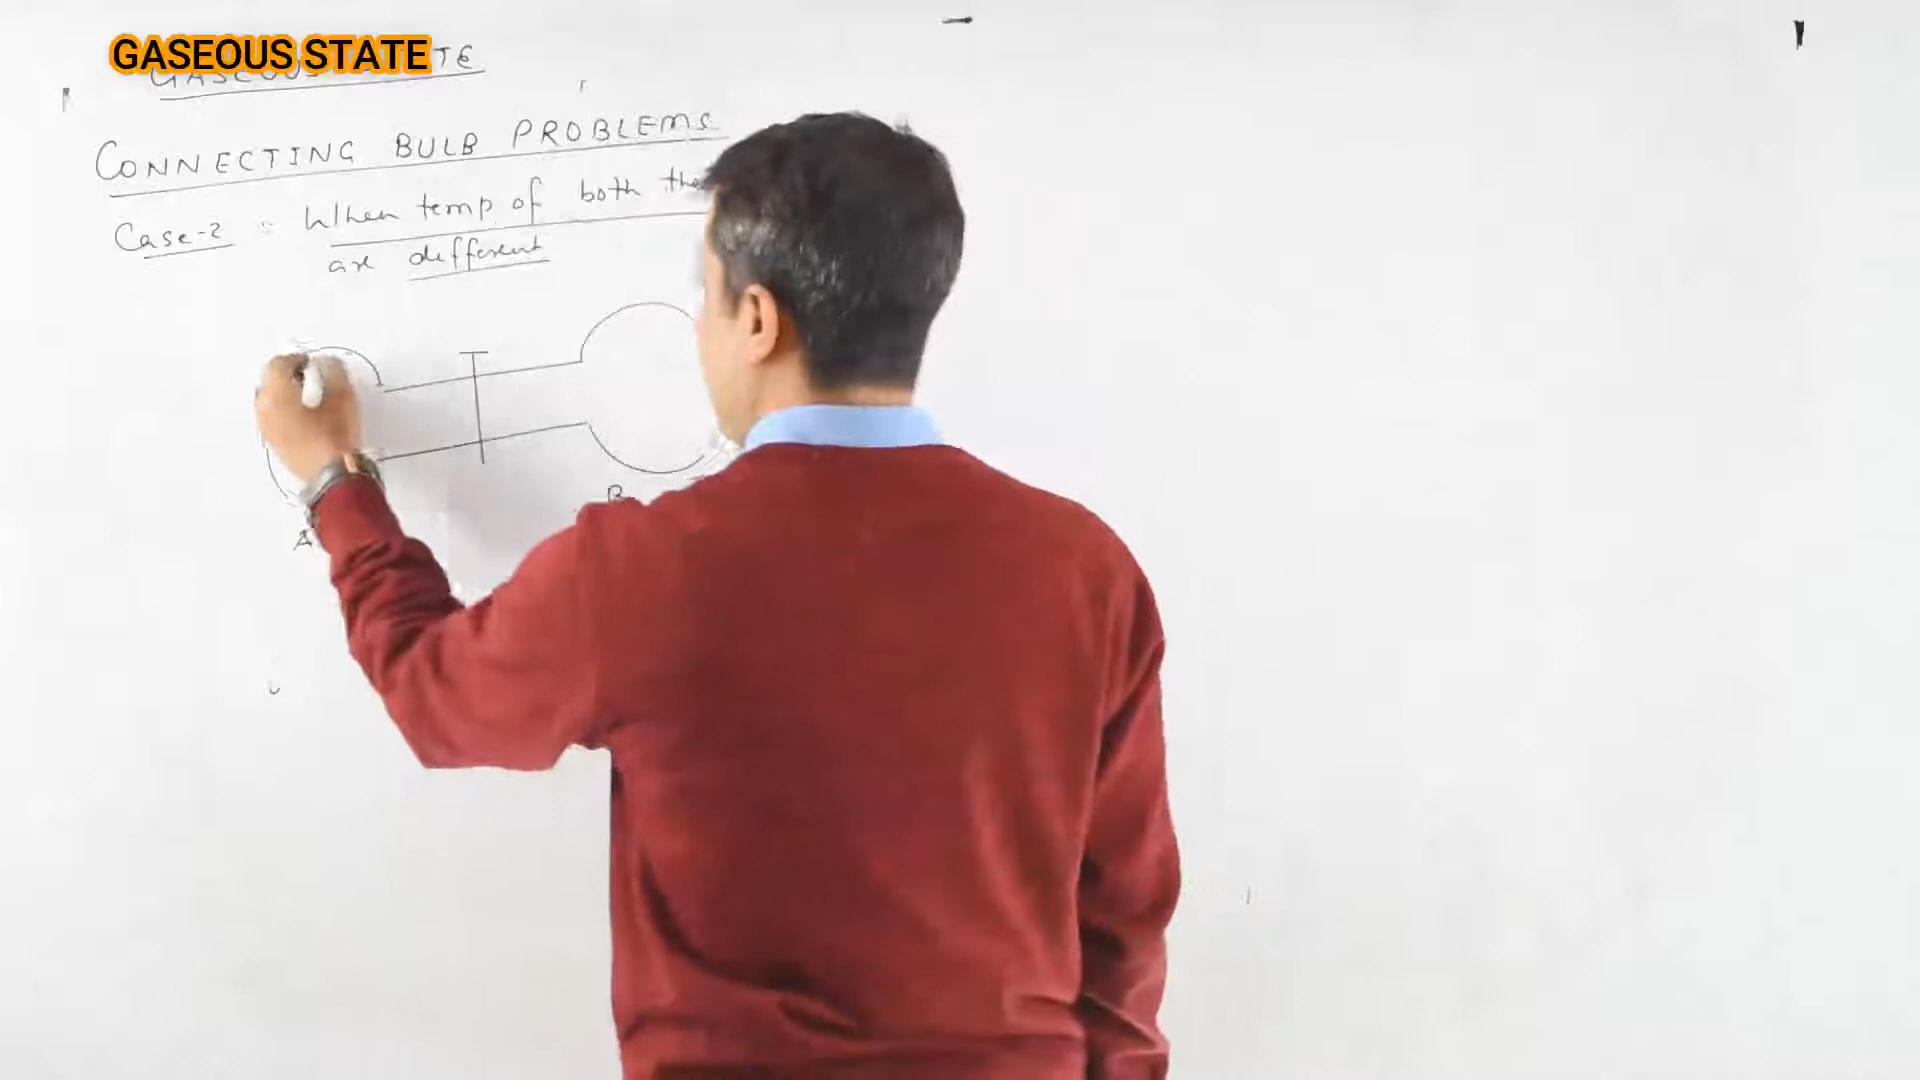 GASEOUS STATE
CONNECTING BULB PROBLEMS
Case-2 : When temp of both the
are different
B
A